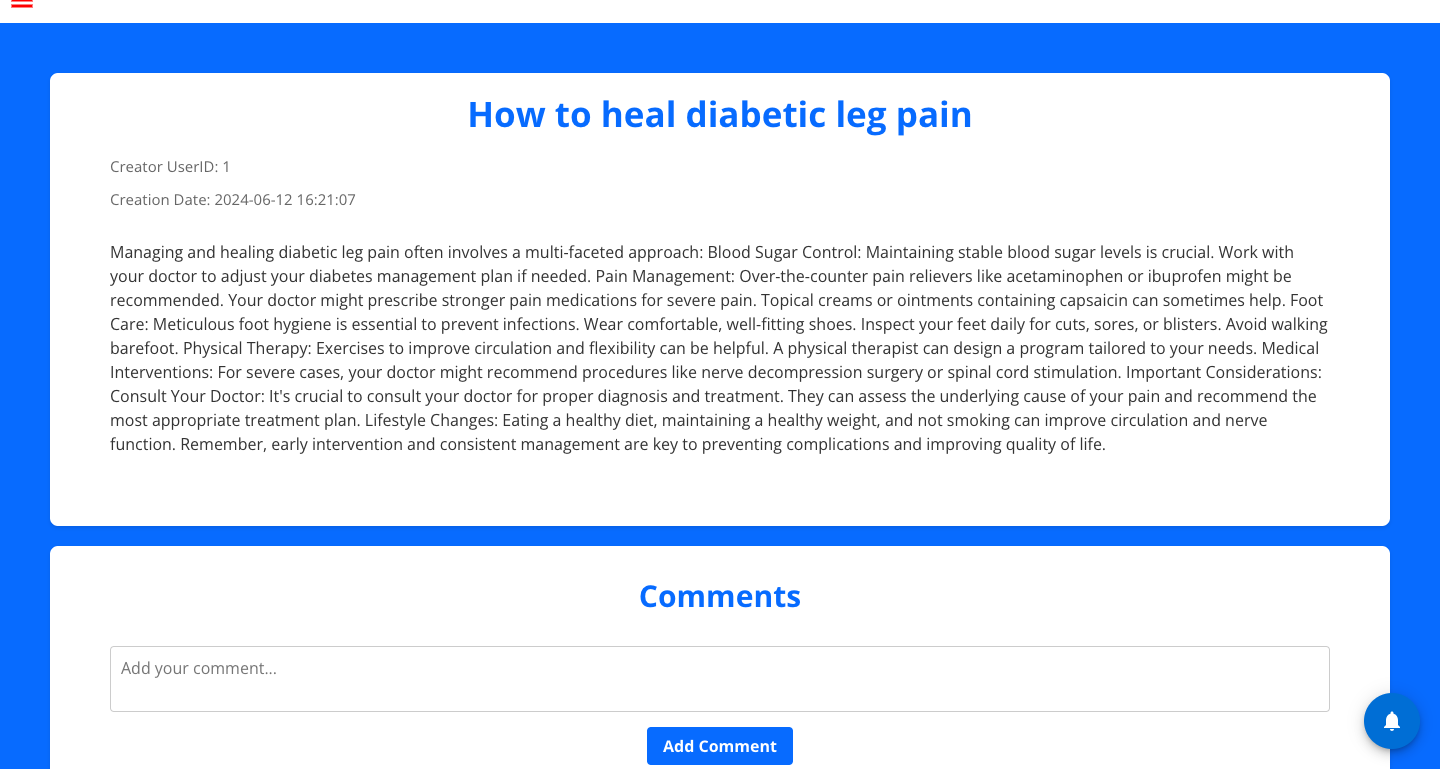 How to heal diabetic leg pain
Creator UserID: 1
Creation Date: 2024-06-12 16:21:07
Managing and healing diabetic leg pain often involves a multi-faceted approach: Blood Sugar Control: Maintaining stable blood sugar levels is crucial. Work with
your doctor to adjust your diabetes management plan if needed. Pain Management: Over-the-counter pain relievers like acetaminophen or ibuprofen might be
recommended. Your doctor might prescribe stronger pain medications for severe pain. Topical creams or ointments containing capsaicin can sometimes help. Foot
Care: Meticulous foot hygiene is essential to prevent infections. Wear comfortable, well-fitting shoes. Inspect your feet daily for cuts, sores, or blisters. Avoid walking
barefoot. Physical Therapy: Exercises to improve circulation and flexibility can be helpful. A physical therapist can design a program tailored to your needs. Medical
Interventions: For severe cases, your doctor might recommend procedures like nerve decompression surgery or spinal cord stimulation. Important Considerations:
Consult Your Doctor: It's crucial to consult your doctor for proper diagnosis and treatment. They can assess the underlying cause of your pain and recommend the
most appropriate treatment plan. Lifestyle Changes: Eating a healthy diet, maintaining a healthy weight, and not smoking can improve circulation and nerve
function. Remember, early intervention and consistent management are key to preventing complications and improving quality of life.
Comments
Add your comment...
Add Comment